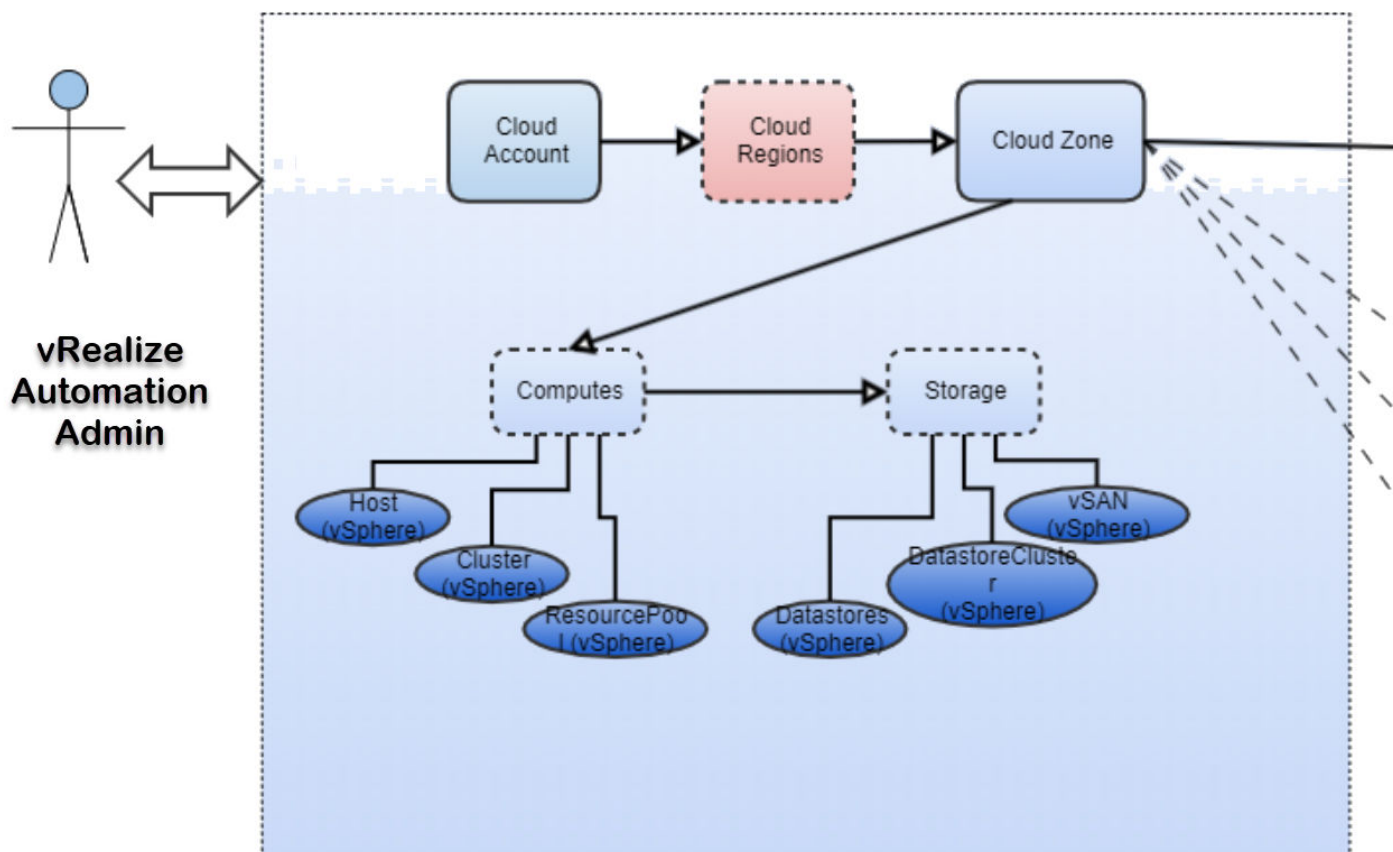 Cloud
Account
Cloud
Regions
Cloud Zone
vRealize
Automation
Admin
Computes
Storage
Host
(vSphere)
Cluster
(vSphere)
ResourcePoo
l (vSphere)
Datastores
(vSphere)
DatastoreCluste
r
(vSphere)
vSAN
(vSphere)